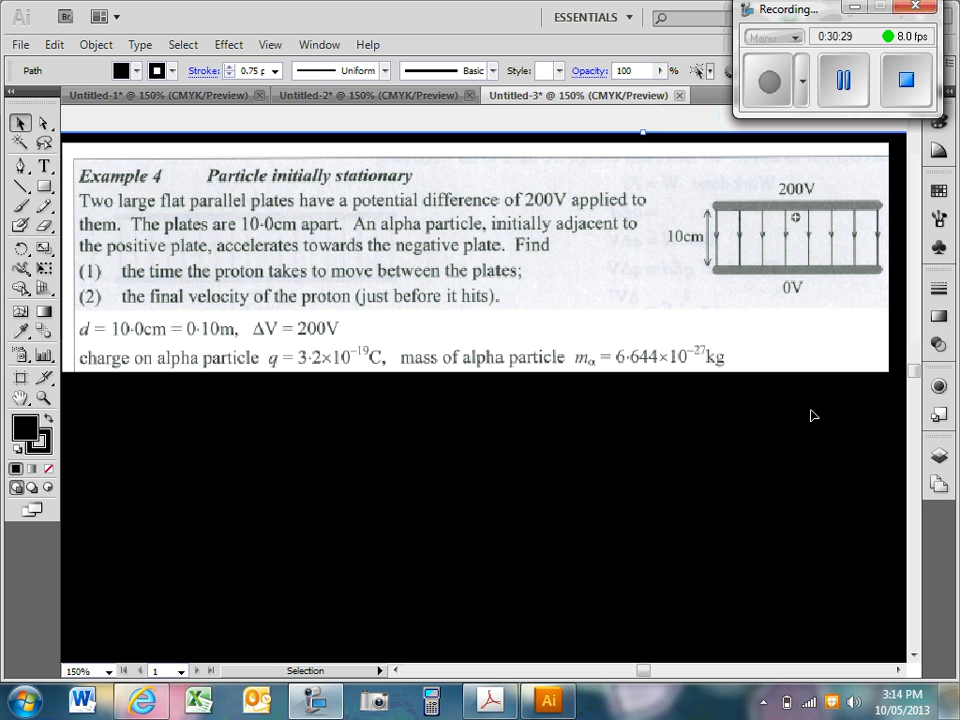 Ai
Br
ESSENTIALS
Recording...
Menu
0:30:29
8.0 fps
File Edit Object Type Select Effect View Window Help
Path
Stroke:
0.75 p
Uniform
Basic
Style:
Opacity:
100
%
Untitled-1* @ 150% (CMYK/Preview)
Untitled-2* @ 150% (CMYK/Preview)
Untitled-3* @ 150% (CMYK/Preview)
Example 4 Particle initially stationary
Two large flat parallel plates have a potential difference of 200V applied to
them. The plates are 10·0cm apart. An alpha particle, initially adjacent to
the positive plate, accelerates towards the negative plate. Find
(1) the time the proton takes to move between the plates;
(2) the final velocity of the proton (just before it hits).
200V
10cm
0V
d = 10·0cm = 0·10m, ΔV = 200V
charge on alpha particle q = 3·2×10⁻¹⁹C, mass of alpha particle mα = 6·644×10⁻²⁷kg
150%
1
Selection
3:14 PM
10/05/2013